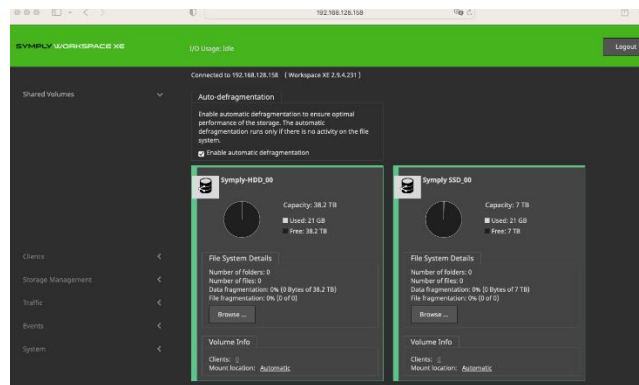 192.168.128.158
SYMPLY WORKSPACE XE
I/O Usage: Idle
Logout
Connected to 192.168.128.158 [ Workspace XE 2.9.4.231 ]
Shared Volumes
Auto-defragmentation
Enable automatic defragmentation to ensure optimal
performance of the storage. The automatic
defragmentation runs only if there is no activity on the file
system.
Enable automatic defragmentation
Symply-HDD_00
Capacity: 38.2 TB
Used: 21 GB
Free: 38.2 TB
File System Details
Number of folders: 0
Number of files: 0
Data fragmentation: 0% (0 Bytes of 38.2 TB)
File fragmentation: 0% (0 of 0)
Browse ...
Volume Info
Clients: 0
Mount location: Automatic
Symply SSD_00
Capacity: 7 TB
Used: 21 GB
Free: 7 TB
File System Details
Number of folders: 0
Number of files: 0
Data fragmentation: 0% (0 Bytes of 7 TB)
File fragmentation: 0% (0 of 0)
Browse ...
Volume Info
Clients: 0
Mount location: Automatic
Clients
Storage Management
Traffic
Events
System